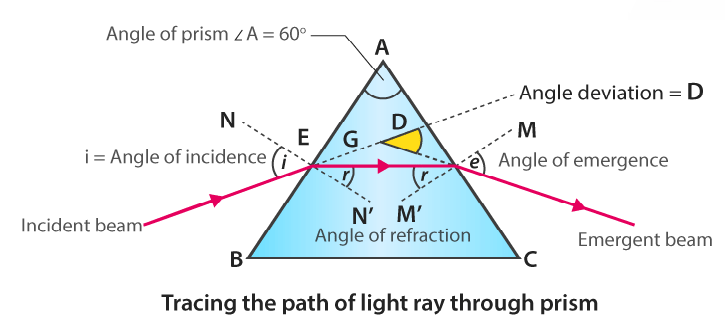 Angle of prism ∠A = 60°
A
Angle deviation = D
N
E
G
D
M
i = Angle of incidence
i
r
r
e
Angle of emergence
N’
M’
Incident beam
Angle of refraction
Emergent beam
B
C
Tracing the path of light ray through prism